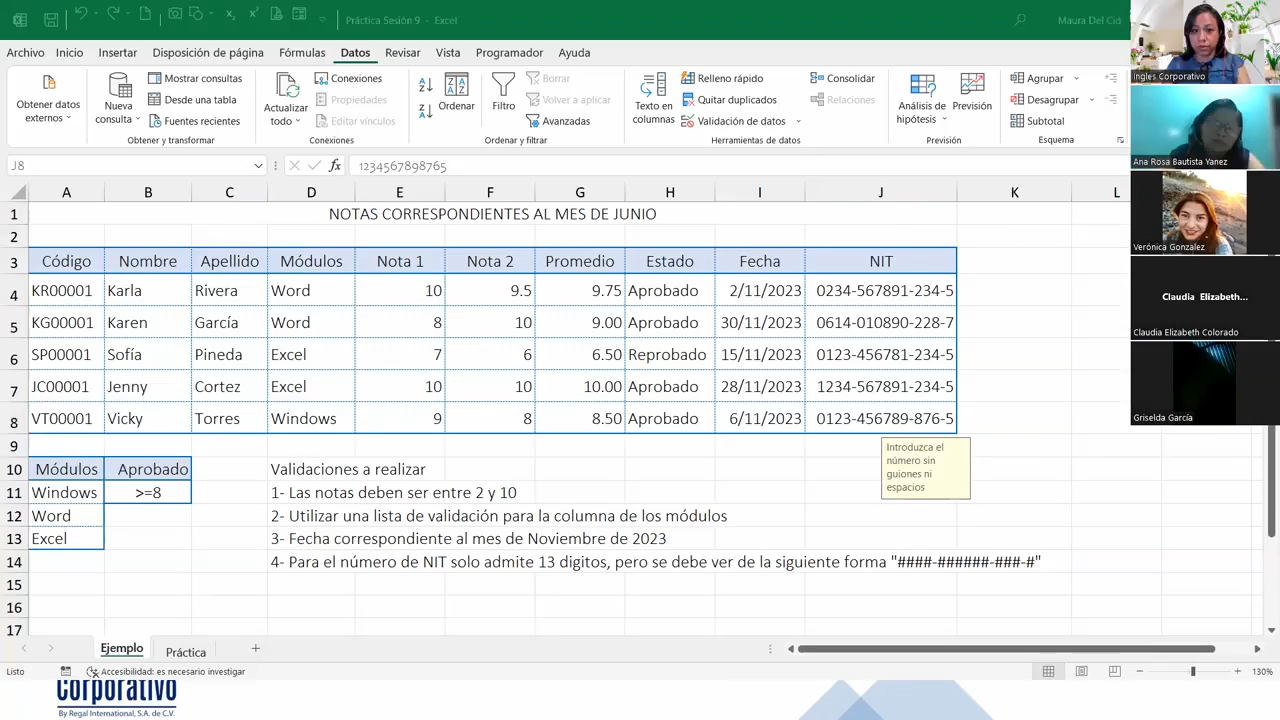 Práctica Sesión 9 - Excel
Maura Del Cid
Archivo Inicio Insertar Disposición de página Fórmulas Datos Revisar Vista Programador Ayuda
Obtener datos externos
Nueva consulta
Mostrar consultas
Desde una tabla
Fuentes recientes
Obtener y transformar
Actualizar todo
Conexiones
Propiedades
Editar vínculos
Conexiones
Ordenar
Filtro
Borrar
Volver a aplicar
Avanzadas
Ordenar y filtrar
Texto en columnas
Relleno rápido
Quitar duplicados
Validación de datos
Consolidar
Relaciones
Herramientas de datos
Análisis de hipótesis
Previsión
Previsión
Agrupar
Desagrupar
Subtotal
Esquema
J8 fx 1234567898765
A B C D E F G H I J K L
1 NOTAS CORRESPONDIENTES AL MES DE JUNIO
2
3 Código Nombre Apellido Módulos Nota 1 Nota 2 Promedio Estado Fecha NIT
4 KR00001 Karla Rivera Word 10 9.5 9.75 Aprobado 2/11/2023 0234-567891-234-5
5 KG00001 Karen García Word 8 10 9.00 Aprobado 30/11/2023 0614-010890-228-7
6 SP00001 Sofía Pineda Excel 7 6 6.50 Reprobado 15/11/2023 0123-456781-234-5
7 JC00001 Jenny Cortez Excel 10 10 10.00 Aprobado 28/11/2023 1234-567891-234-5
8 VT00001 Vicky Torres Windows 9 8 8.50 Aprobado 6/11/2023 0123-456789-876-5
9
Introduzca el
número sin
guiones ni
espacios
10 Módulos Aprobado Validaciones a realizar
11 Windows >=8 1- Las notas deben ser entre 2 y 10
12 Word 2- Utilizar una lista de validación para la columna de los módulos
13 Excel 3- Fecha correspondiente al mes de Noviembre de 2023
14 4- Para el número de NIT solo admite 13 digitos, pero se debe ver de la siguiente forma "####-######-###-#"
15
16
17
Ejemplo Práctica
Listo Accesibilidad: es necesario investigar 130%
Corporativo
By Regal International, S.A. de C.V.
Ingles Corporativo
Ana Rosa Bautista Yanez
Verónica Gonzalez
Claudia Elizabeth...
Claudia Elizabeth Colorado
Griselda García